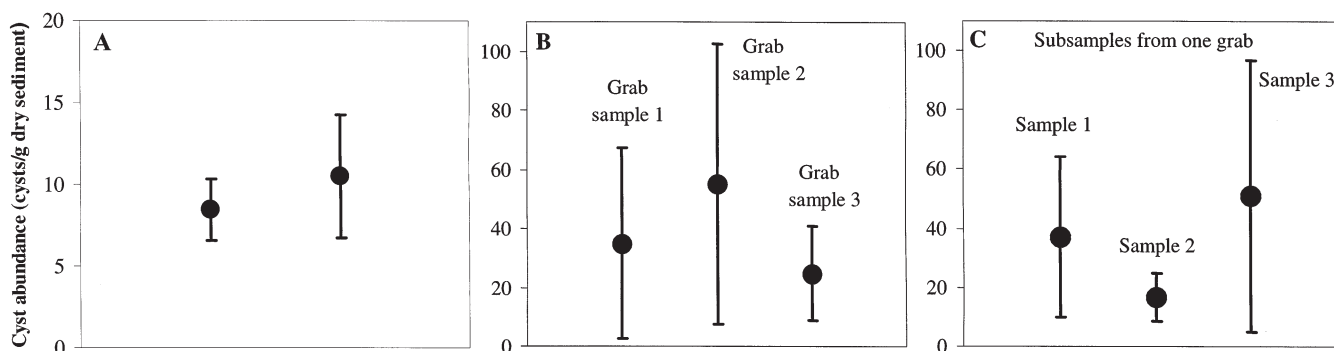 Cyst abundance (cysts/g dry sediment)
20
15
10
5
0
A
100
80
60
40
20
0
B
Grab
sample 1
Grab
sample 2
Grab
sample 3
100
80
60
40
20
0
C
Subsamples from one grab
Sample 1
Sample 2
Sample 3